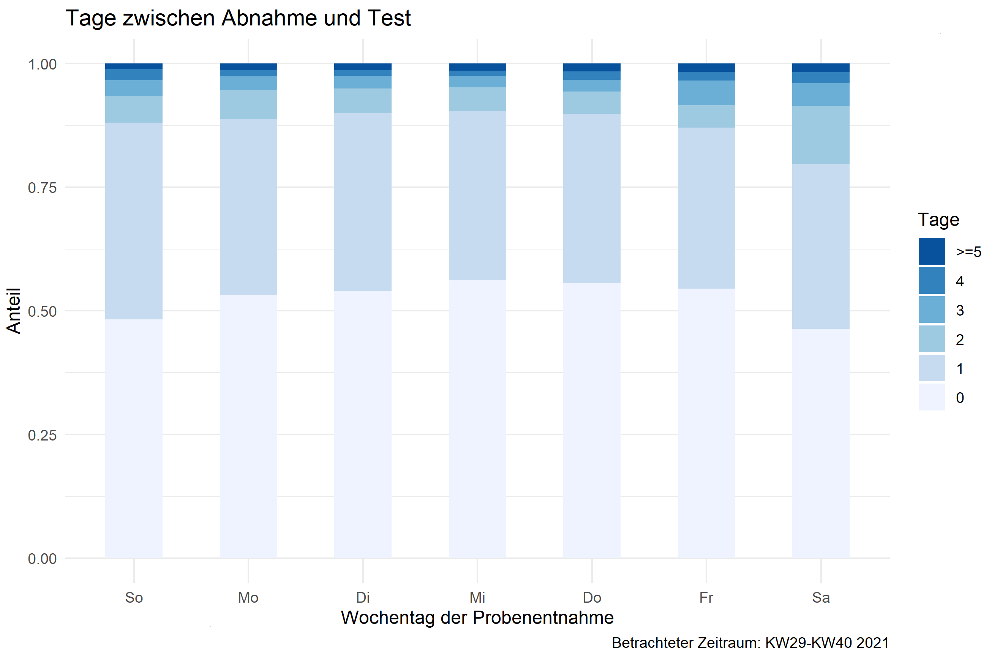 Tage zwischen Abnahme und Test
1.00
0.75
0.50
0.25
0.00
Anteil
So Mo Di Mi Do Fr Sa
Wochentag der Probenentnahme
Betrachteter Zeitraum: KW29-KW40 2021
Tage
>=5
4
3
2
1
0